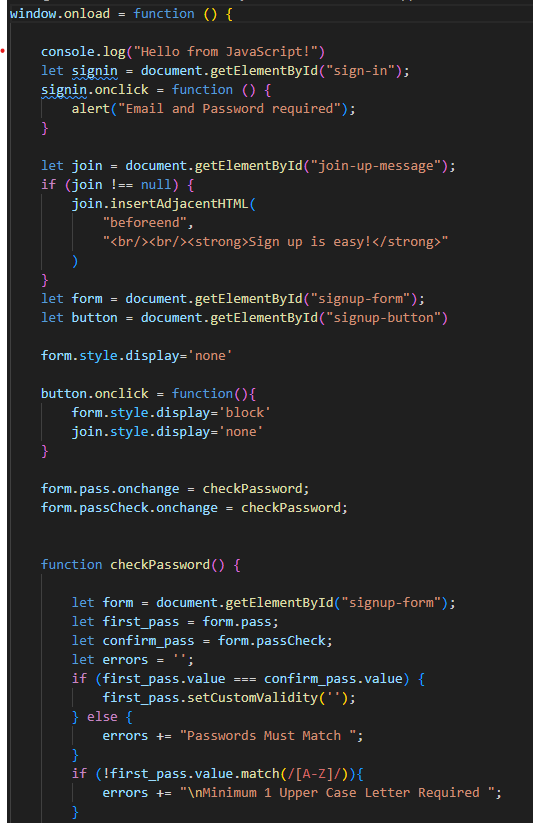 window.onload = function () {
console.log("Hello from JavaScript!")
let signin = document.getElementById("sign-in");
signin.onclick = function () {
alert("Email and Password required");
}
let join = document.getElementById("join-up-message");
if (join !== null) {
join.insertAdjacentHTML(
"beforeend",
"<br/><br/><strong>Sign up is easy!</strong>"
)
}
let form = document.getElementById("signup-form");
let button = document.getElementById("signup-button")
form.style.display='none'
button.onclick = function(){
form.style.display='block'
join.style.display='none'
}
form.pass.onchange = checkPassword;
form.passCheck.onchange = checkPassword;
function checkPassword() {
let form = document.getElementById("signup-form");
let first_pass = form.pass;
let confirm_pass = form.passCheck;
let errors = '';
if (first_pass.value === confirm_pass.value) {
first_pass.setCustomValidity('');
} else {
errors += "Passwords Must Match ";
}
if (!first_pass.value.match(/[A-Z]/)){
errors += "\nMinimum 1 Upper Case Letter Required ";
}